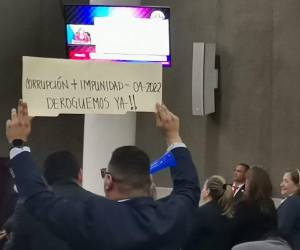 CORRUPCIÓN + IMPUNIDAD = 04-2022
DEROGUEMOS YA-!!